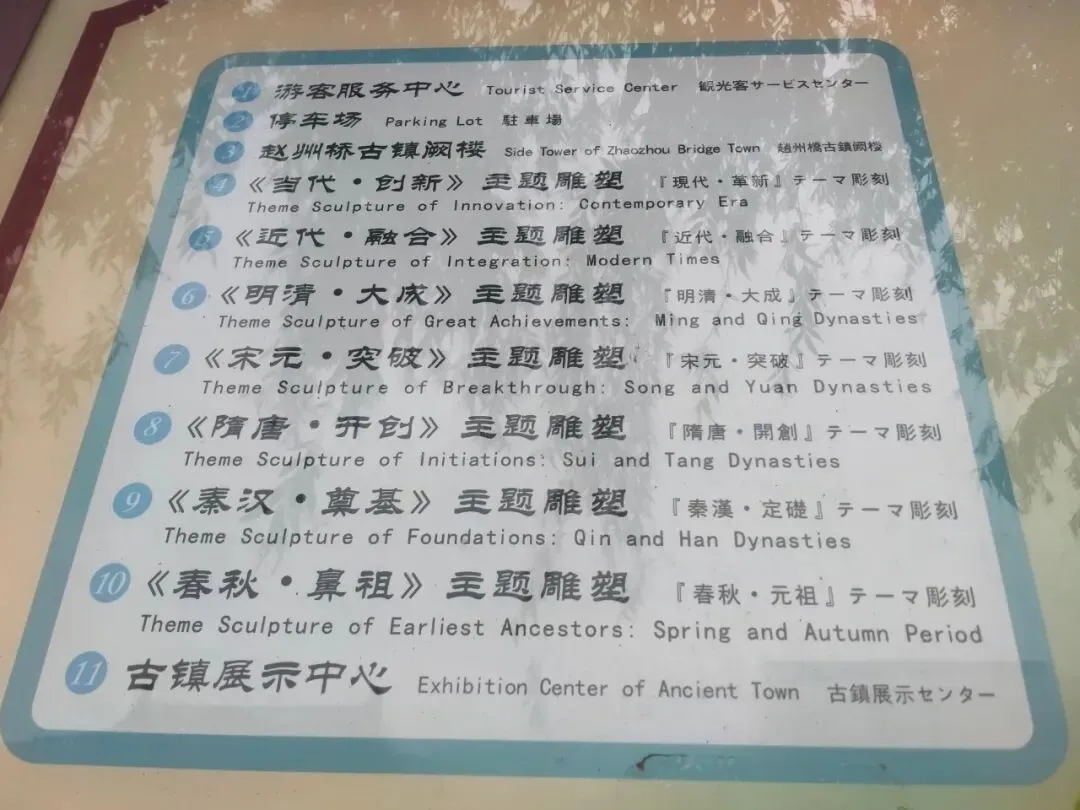 1 游客服务中心 Tourist Service Center 観光客サービスセンター
2 停车场 Parking Lot 駐車場
3 赵州桥古镇阙楼 Side Tower of Zhaozhou Bridge Town 趙州橋古鎮闕楼
4 《当代·创新》 主题雕塑 『現代·革新』テーマ彫刻
Theme Sculpture of Innovation: Contemporary Era
5 《近代·融合》 主题雕塑 『近代·融合』テーマ彫刻
Theme Sculpture of Integration: Modern Times
6 《明清·大成》 主题雕塑 『明清·大成』テーマ彫刻
Theme Sculpture of Great Achievements: Ming and Qing Dynasties
7 《宋元·突破》 主题雕塑 『宋元·突破』テーマ彫刻
Theme Sculpture of Breakthrough: Song and Yuan Dynasties
8 《隋唐·开创》 主题雕塑 『隋唐·開創』テーマ彫刻
Theme Sculpture of Initiations: Sui and Tang Dynasties
9 《秦汉·奠基》 主题雕塑 『秦漢·定礎』テーマ彫刻
Theme Sculpture of Foundations: Qin and Han Dynasties
10 《春秋·鼻祖》 主题雕塑 『春秋·元祖』テーマ彫刻
Theme Sculpture of Earliest Ancestors: Spring and Autumn Period
11 古镇展示中心 Exhibition Center of Ancient Town 古鎮展示センター